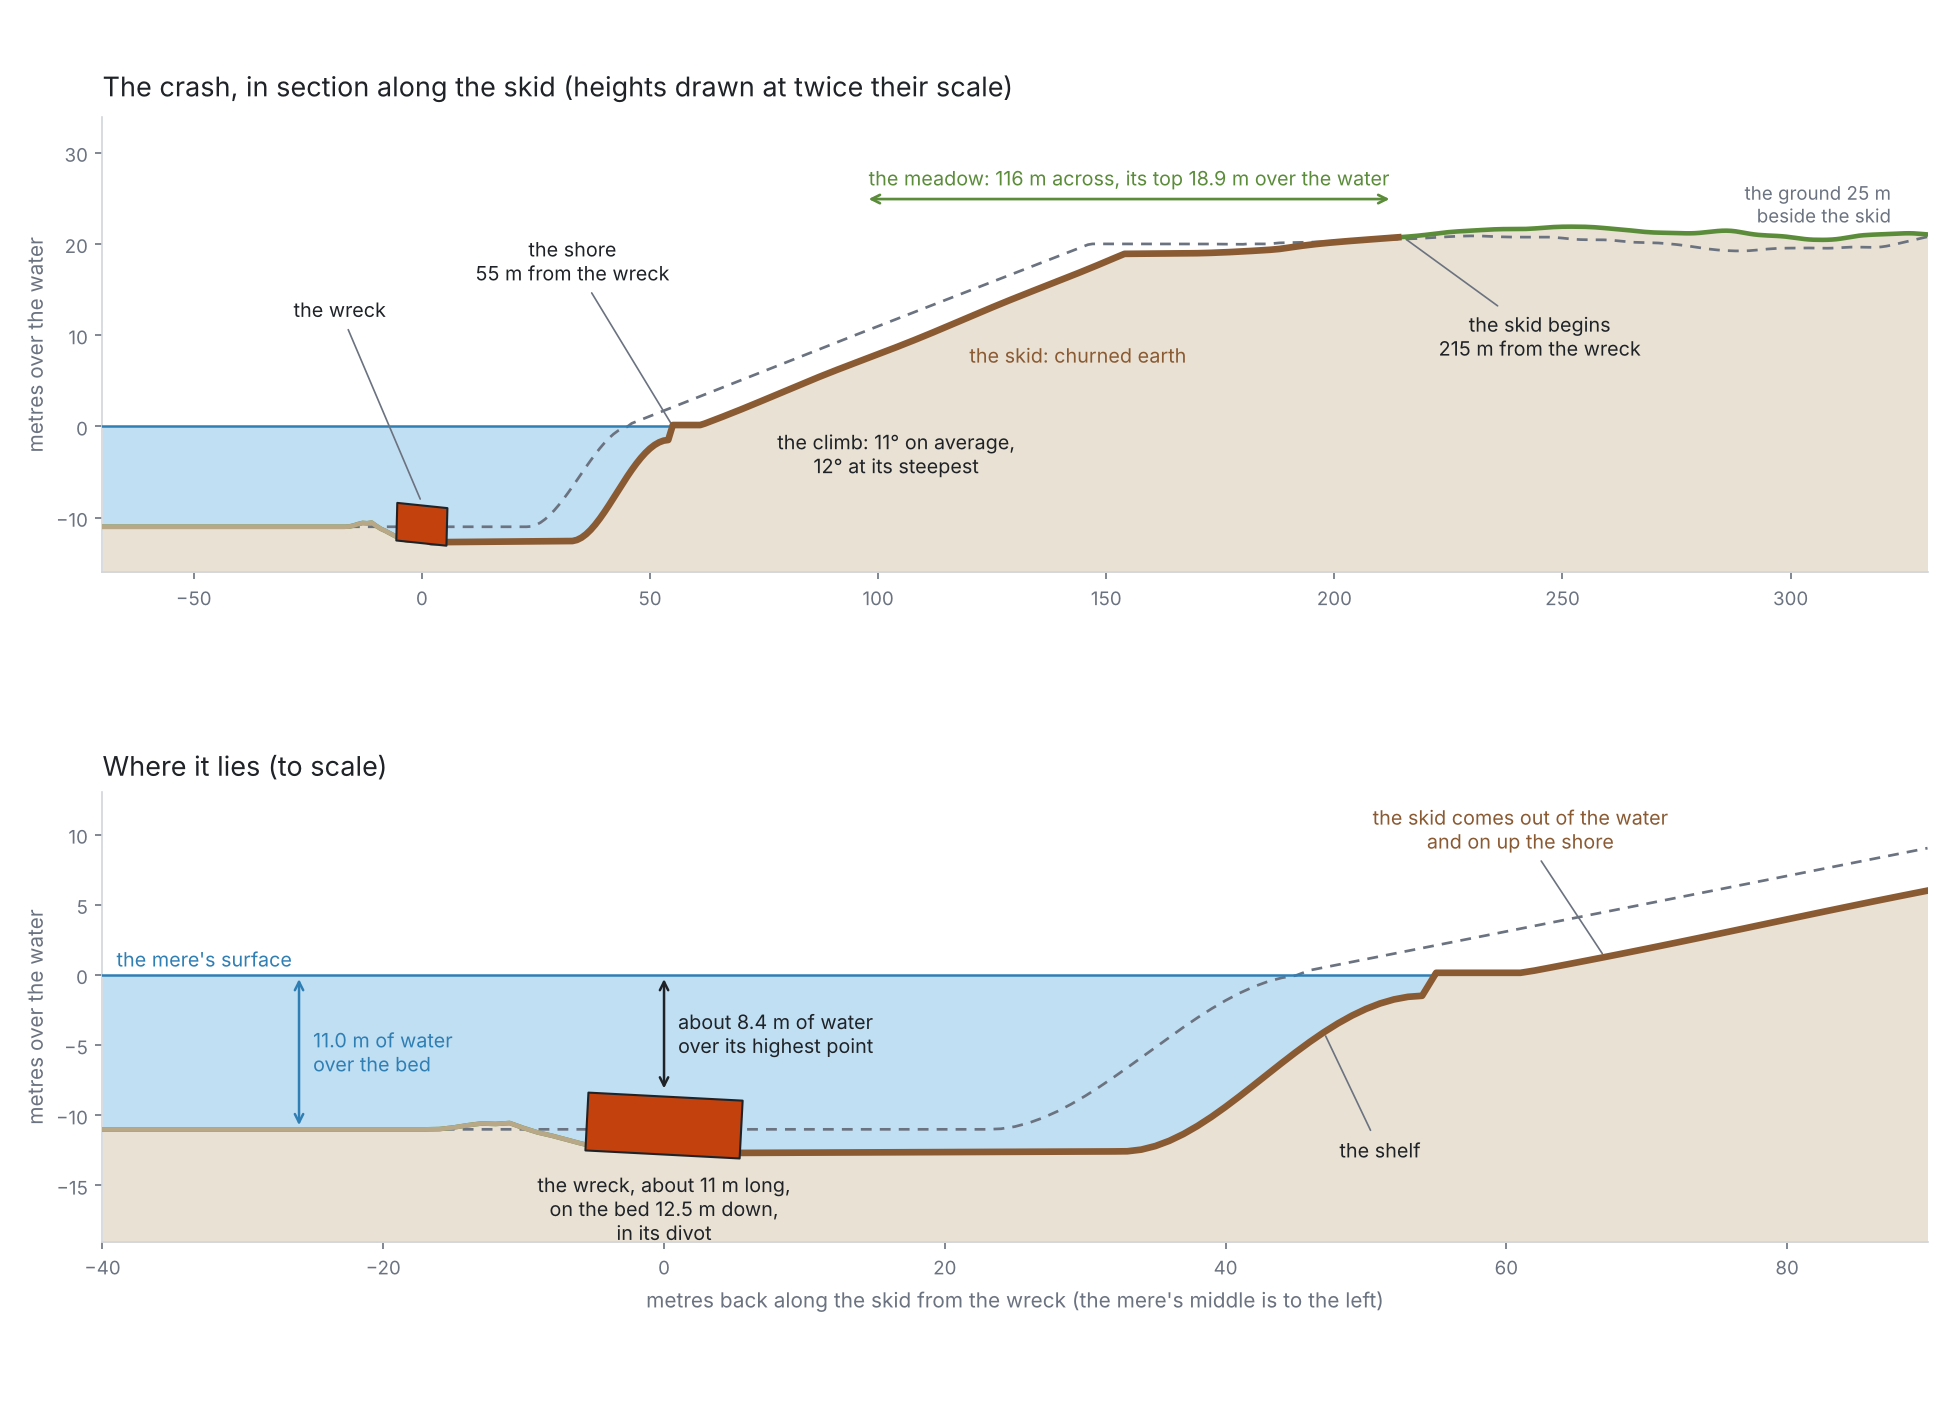 The crash, in section along the skid (heights drawn at twice their scale)
metres over the water
30
20
10
0
−10
the meadow: 116 m across, its top 18.9 m over the water
the ground 25 m
beside the skid
the shore
55 m from the wreck
the wreck
the skid begins
215 m from the wreck
the skid: churned earth
the climb: 11° on average,
12° at its steepest
−50
0
50
100
150
200
250
300
Where it lies (to scale)
metres over the water
10
5
0
−5
−10
−15
the skid comes out of the water
and on up the shore
the mere's surface
11.0 m of water
over the bed
about 8.4 m of water
over its highest point
the shelf
the wreck, about 11 m long,
on the bed 12.5 m down,
in its divot
−40
−20
0
20
40
60
80
metres back along the skid from the wreck (the mere's middle is to the left)